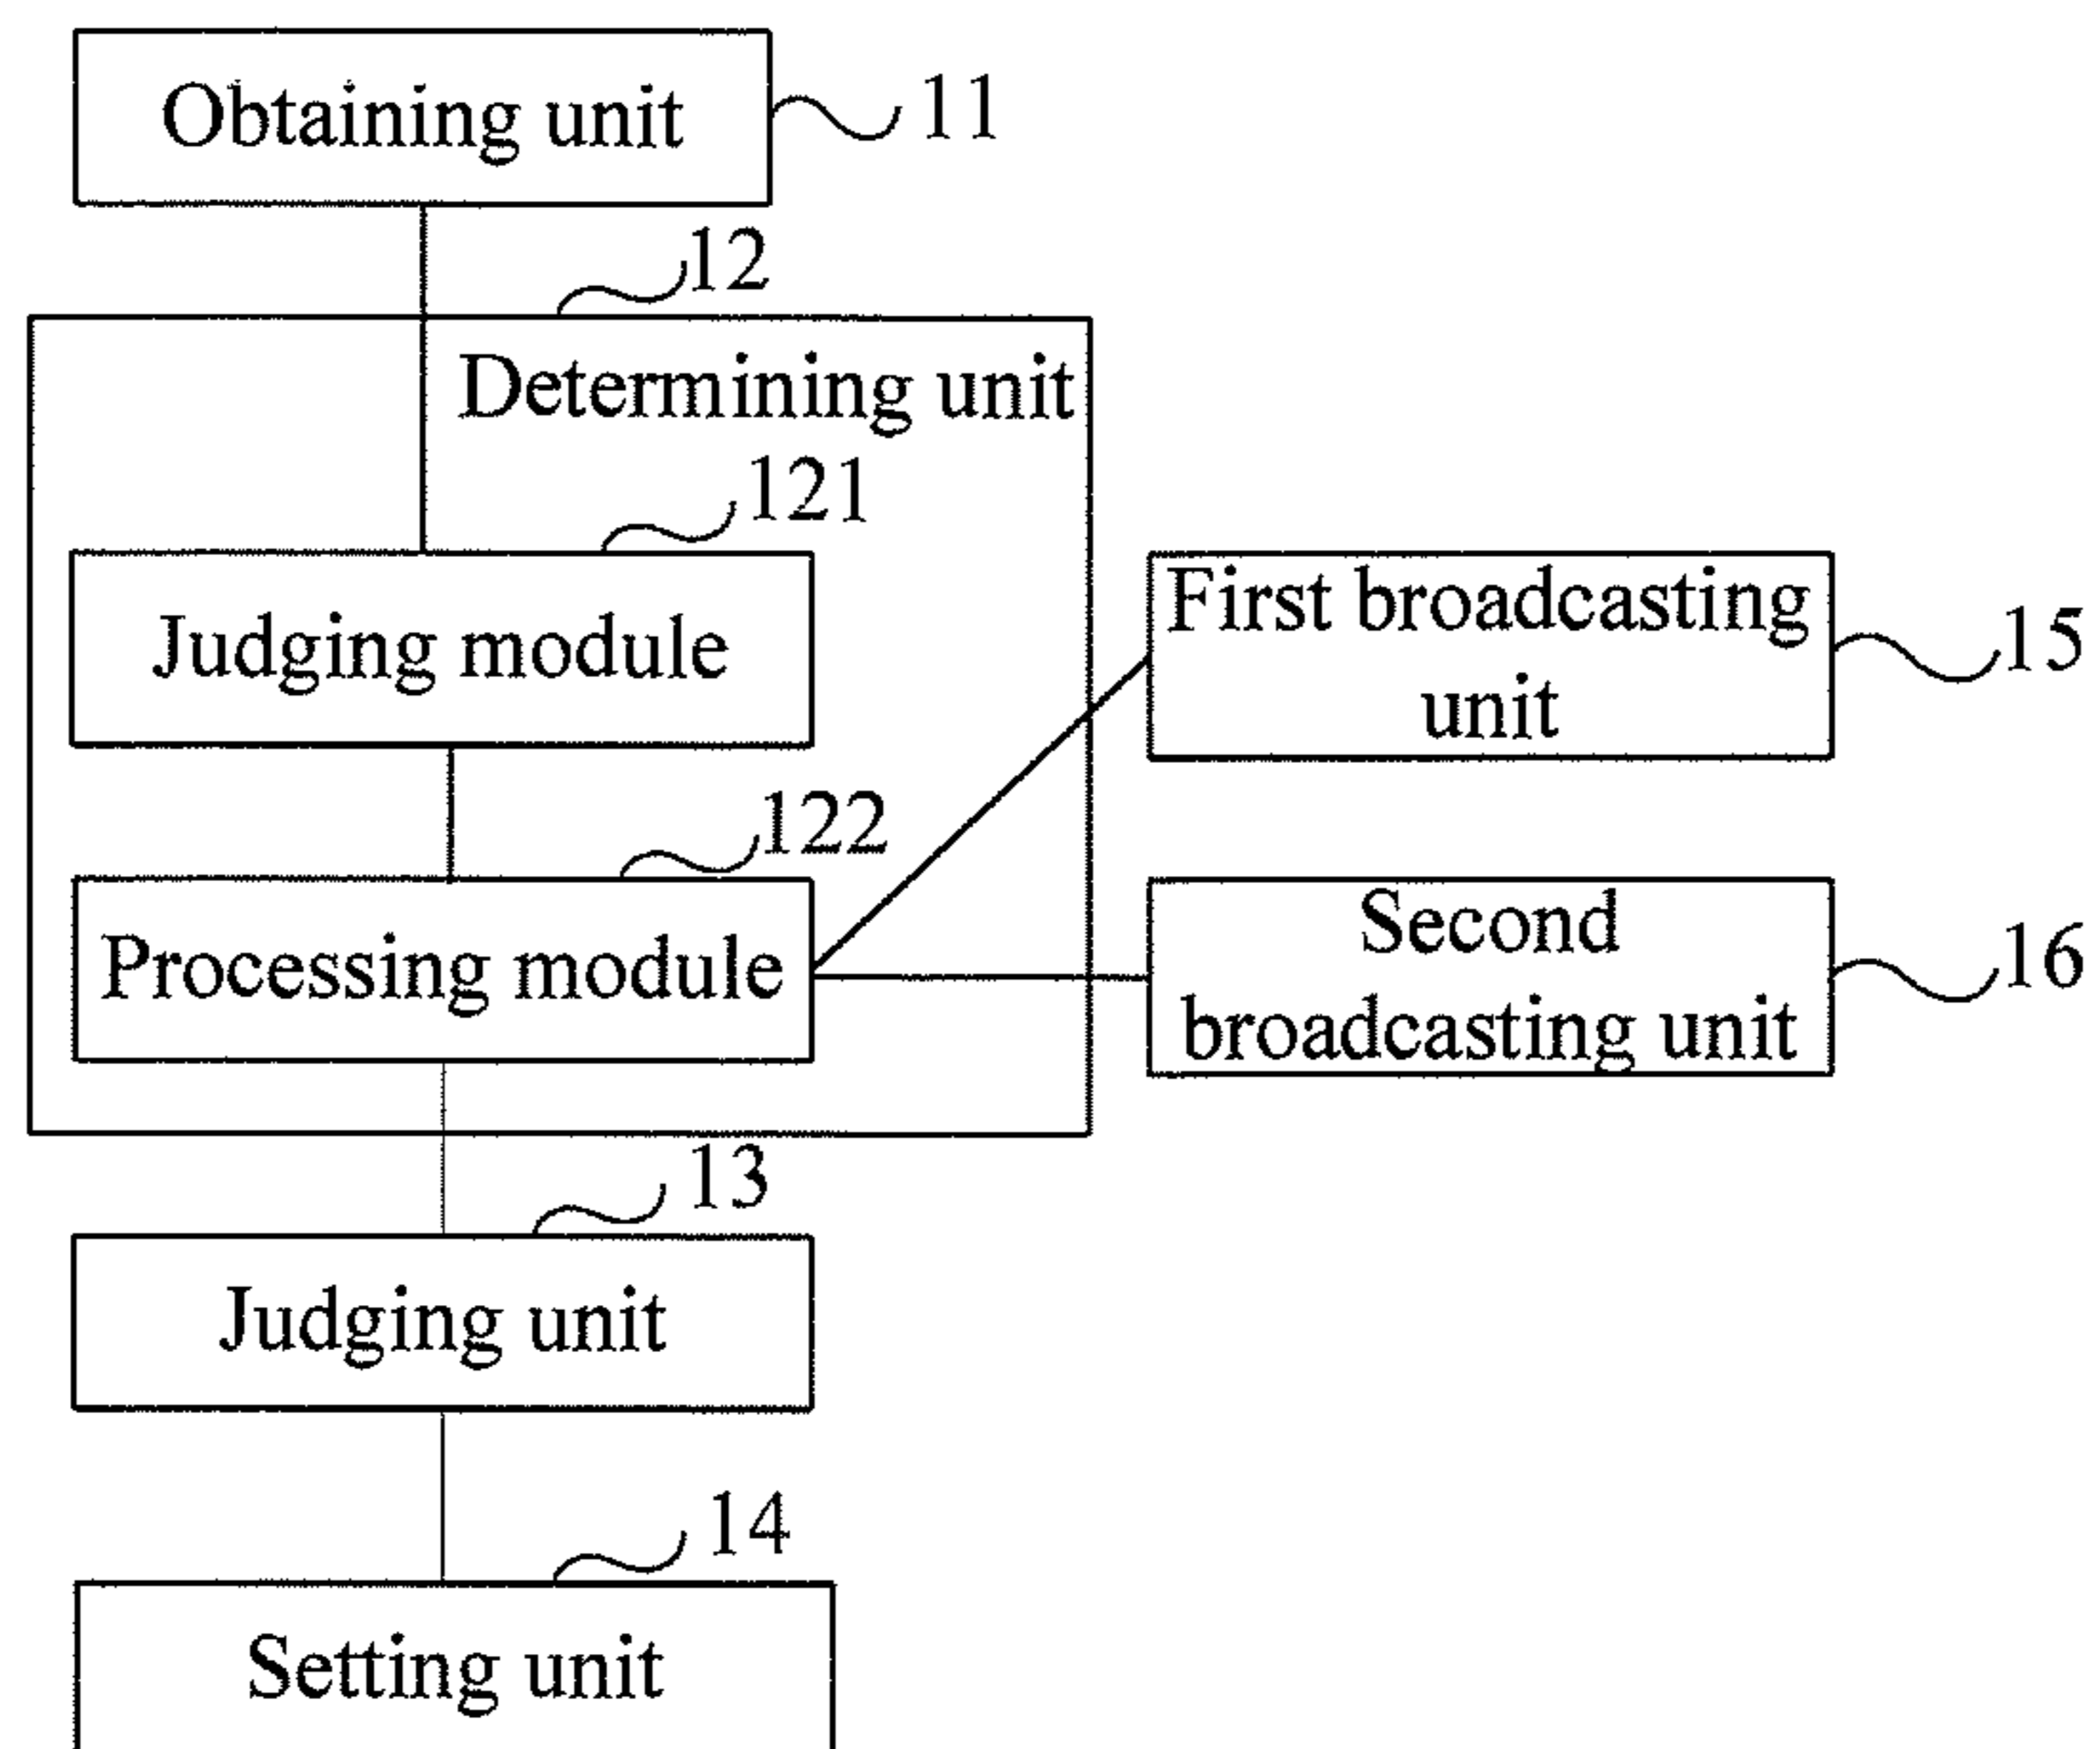 Obtaining unit
11
12
Determining unit
121
Judging module
First broadcasting
unit
15
122
Processing module
Second
broadcasting unit
16
13
Judging unit
14
Setting unit